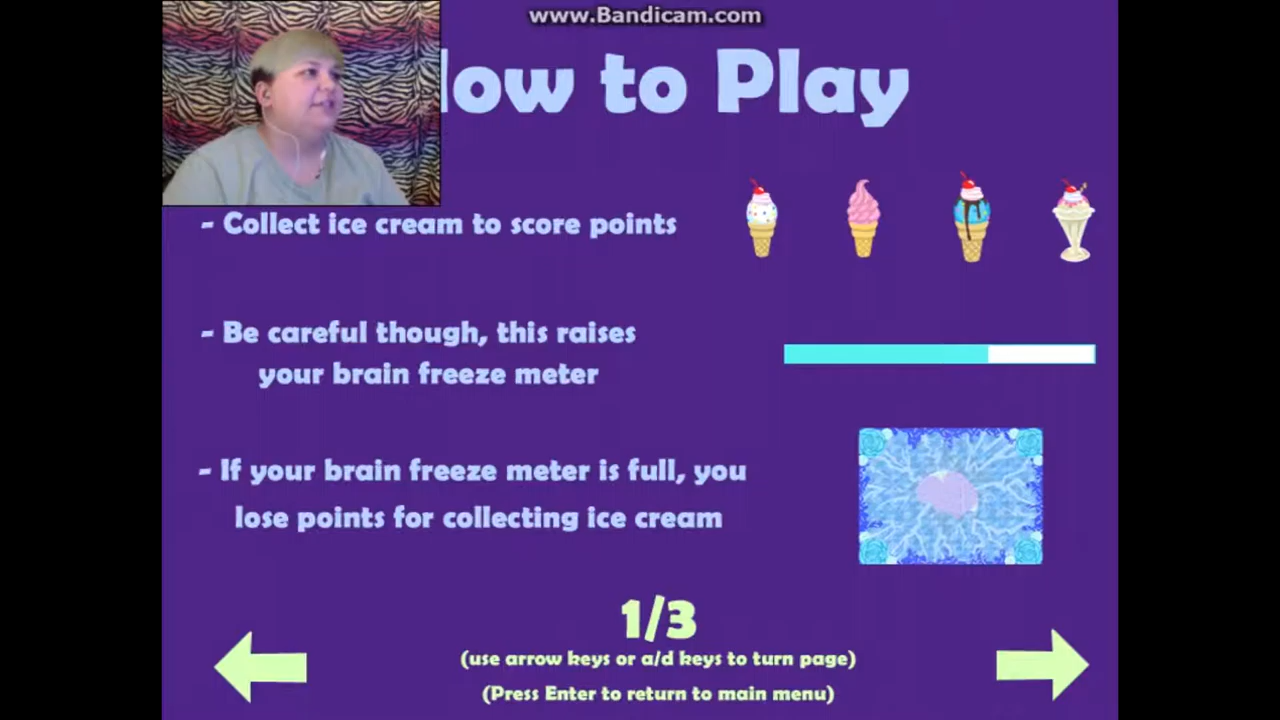 www.Bandicam.com
ow to Play
- Collect ice cream to score points
- Be careful though, this raises
your brain freeze meter
- If your brain freeze meter is full, you
lose points for collecting ice cream
1/3
(use arrow keys or a/d keys to turn page)
(Press Enter to return to main menu)